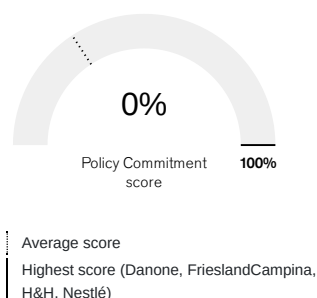 0%
Policy Commitment
score
100%
Average score
Highest score (Danone, FrieslandCampina,
H&H, Nestlé)